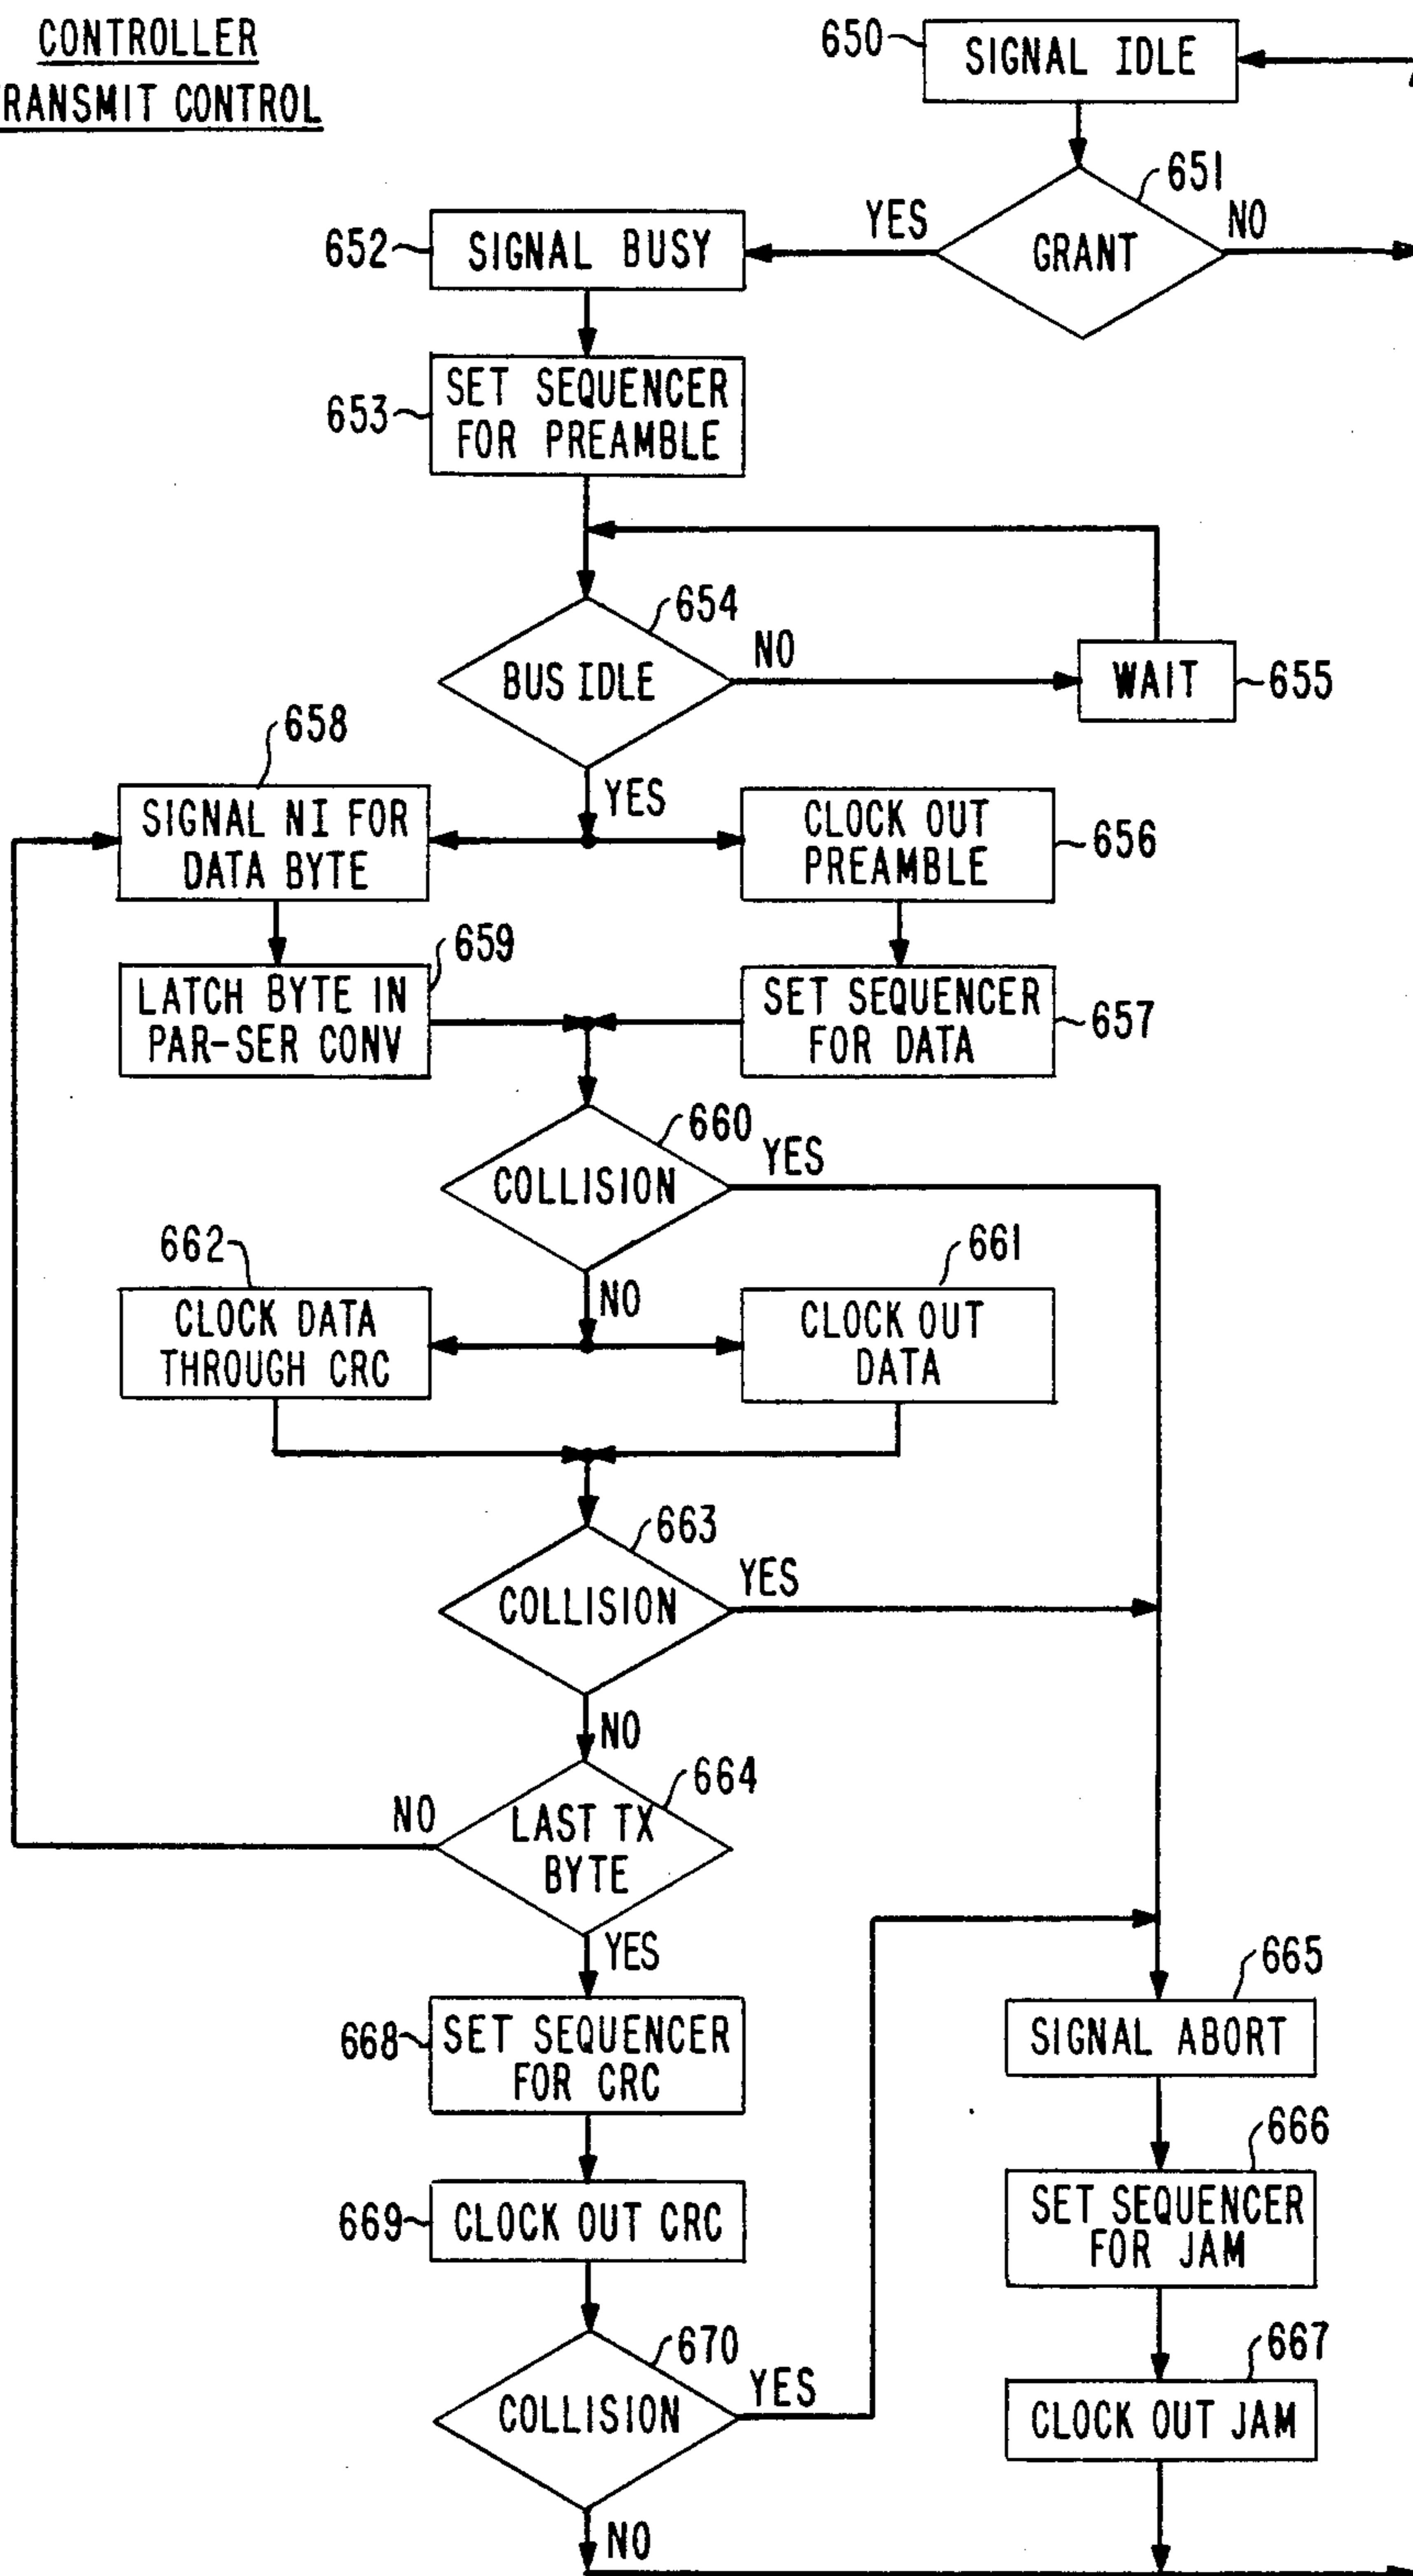 CONTROLLER
RANSMIT CONTROL
650
SIGNAL IDLE
651
GRANT
YES
NO
652
SIGNAL BUSY
653
SET SEQUENCER
FOR PREAMBLE
654
BUS IDLE
NO
WAIT
655
YES
658
SIGNAL NI FOR
DATA BYTE
CLOCK OUT
PREAMBLE
656
659
LATCH BYTE IN
PAR-SER CONV
SET SEQUENCER
FOR DATA
657
660
COLLISION
YES
NO
662
CLOCK DATA
THROUGH CRC
661
CLOCK OUT
DATA
663
COLLISION
YES
NO
664
LAST TX
BYTE
NO
YES
665
SIGNAL ABORT
668
SET SEQUENCER
FOR CRC
666
SET SEQUENCER
FOR JAM
669
CLOCK OUT CRC
670
COLLISION
YES
667
CLOCK OUT JAM
NO